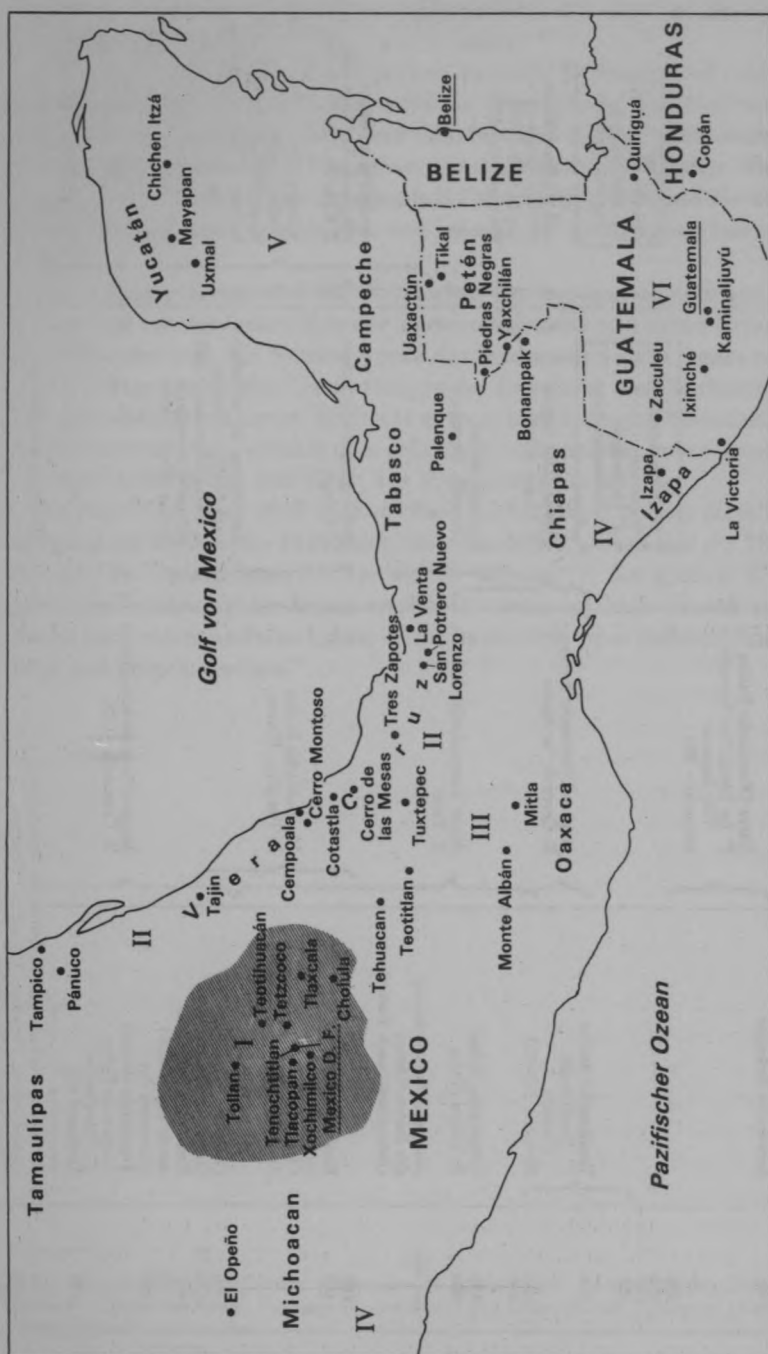 Tamaulipas
Tampico
Pánuco
II
El Opeño
Michoacan
IV
Tollan
I
Teotihuacán
Tenochtitlan
Tetzcoco
Tlacopan
Tlaxcala
Xochimilco
Cholula
Mexico D. F.
MEXICO
Golf von Mexico
Vera Cruz
Tajin
Cempoala
Cerro Montoso
Cotastla
Cerro de
las Mesas
Tres Zapotes
La Venta
San
Lorenzo
Potrero Nuevo
II
Tuxtepec
Tehuacan
Teotitlan
III
Monte Albán
Mitla
Oaxaca
Pazifischer Ozean
Yucatán
Chichen Itzá
Mayapan
Uxmal
V
Campeche
Tabasco
Palenque
Uaxactún
Tikal
Petén
Piedras Negras
Yaxchilán
Bonampak
Chiapas
IV
Izapa
Izapa
La Victoria
Belize
BELIZE
GUATEMALA
VI
Zaculeu
Iximché
Guatemala
Kaminaljuyú
Quiriguá
HONDURAS
Copán